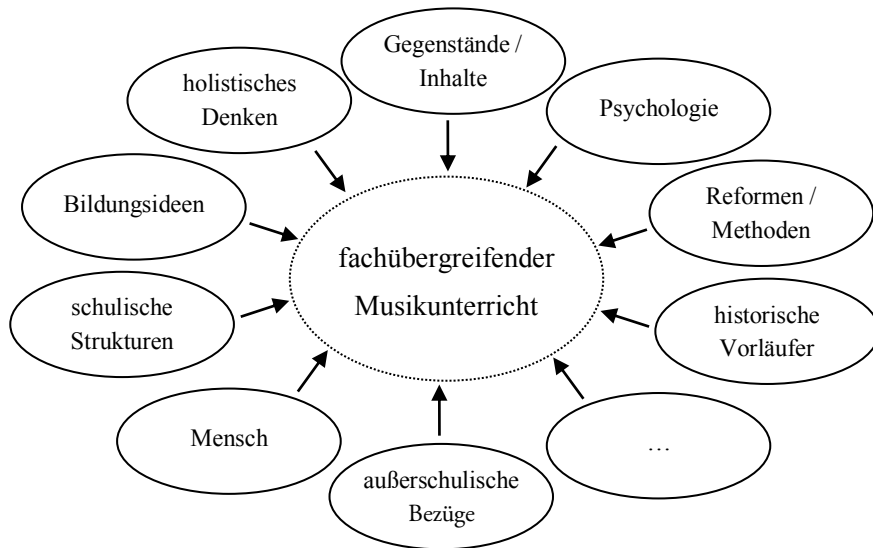 Gegenstände /
Inhalte
holistisches
Denken
Psychologie
Bildungsideen
Reformen /
Methoden
fachübergreifender
Musikunterricht
schulische
Strukturen
historische
Vorläufer
Mensch
…
außerschulische
Bezüge